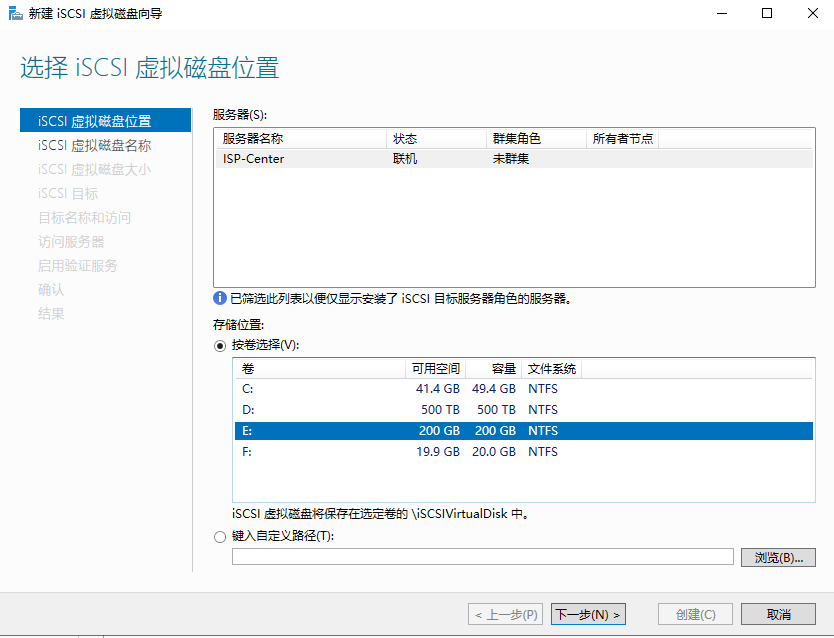 新建 iSCSI 虚拟磁盘向导
选择 iSCSI 虚拟磁盘位置
iSCSI 虚拟磁盘位置
iSCSI 虚拟磁盘名称
iSCSI 虚拟磁盘大小
iSCSI 目标
目标名称和访问
访问服务器
启用验证服务
确认
结果
服务器(S):
服务器名称 状态 群集角色 所有者节点
ISP-Center 联机 未群集
已筛选此列表以便仅显示安装了 iSCSI 目标服务器角色的服务器。
存储位置:
按卷选择(V):
卷 可用空间 容量 文件系统
C: 41.4 GB 49.4 GB NTFS
D: 500 TB 500 TB NTFS
E: 200 GB 200 GB NTFS
F: 19.9 GB 20.0 GB NTFS
iSCSI 虚拟磁盘将保存在选定卷的 \iSCSIVirtualDisk 中。
键入自定义路径(T):
浏览(B)...
< 上一步(P) 下一步(N) > 创建(C) 取消